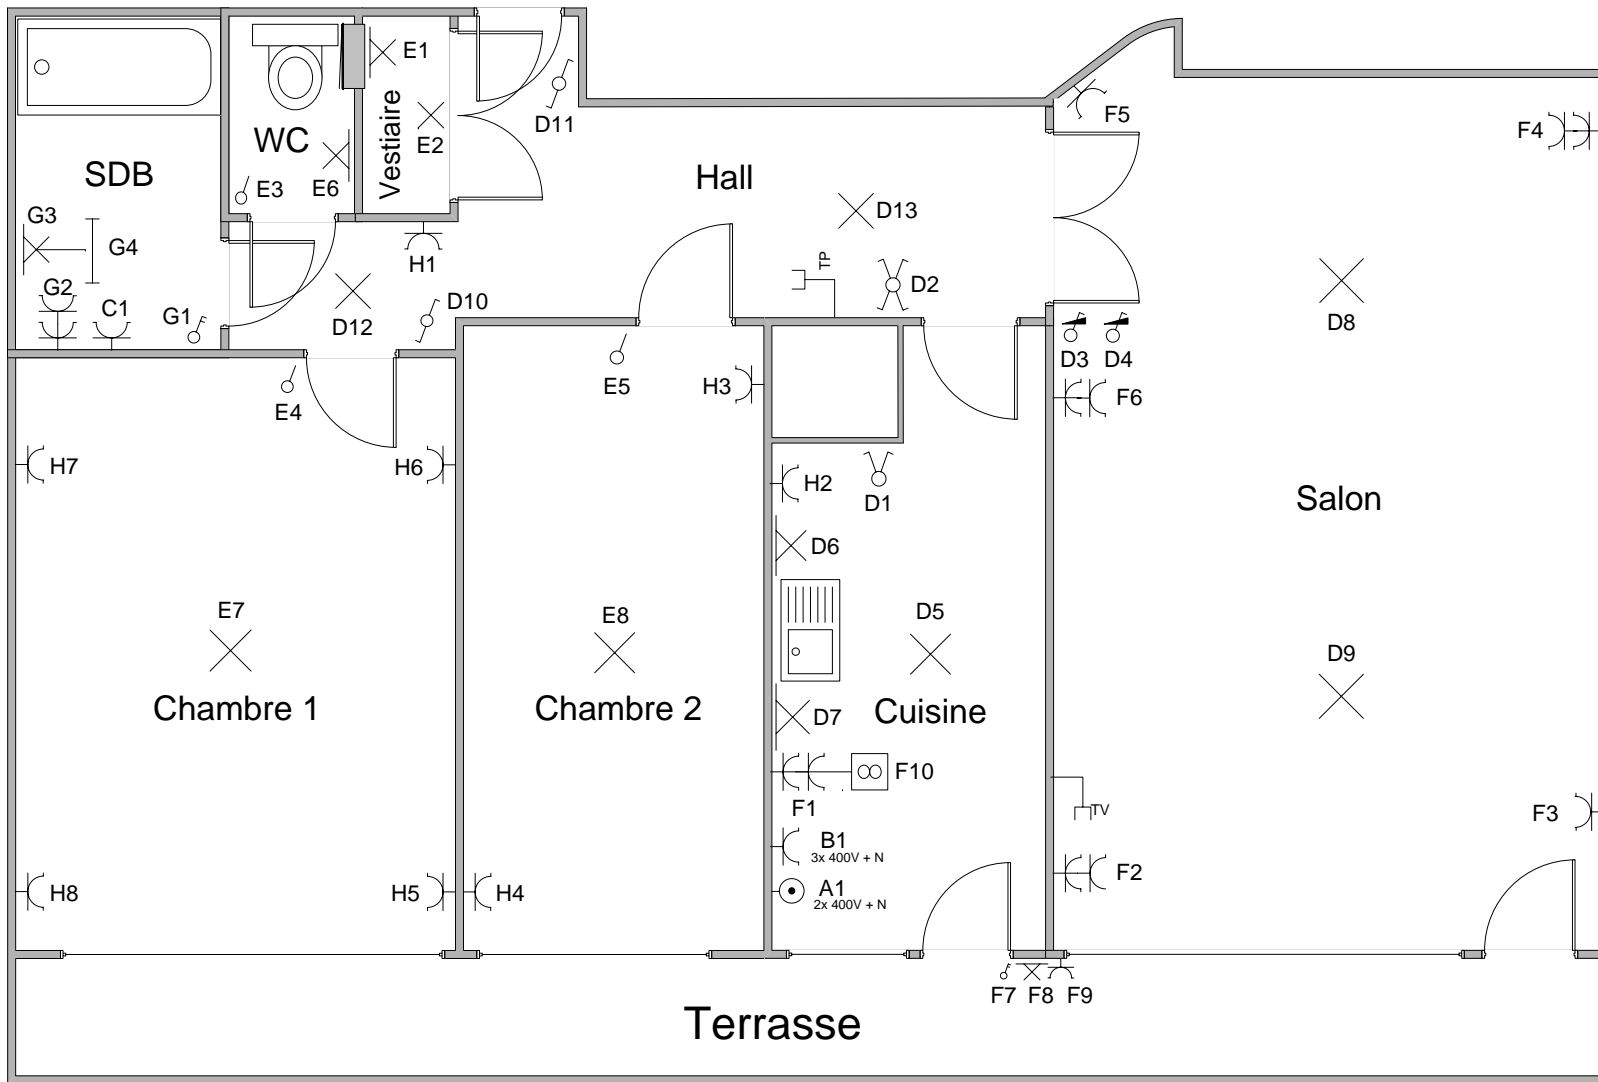 E1
D11
F5
F4
WC
Vestiaire
E2
SDB
Hall
E3
E6
G3
D13
G4
H1
TP
G2
C1
G1
D12
D10
D2
D8
D3
D4
E4
E5
H3
F6
H7
H6
H2
D1
Salon
D6
E7
E8
D5
D9
Chambre 1
Chambre 2
D7
Cuisine
F10
F1
TV
F3
B1
3x 400V + N
F2
H8
H5
H4
A1
2x 400V + N
F7
F8
F9
Terrasse